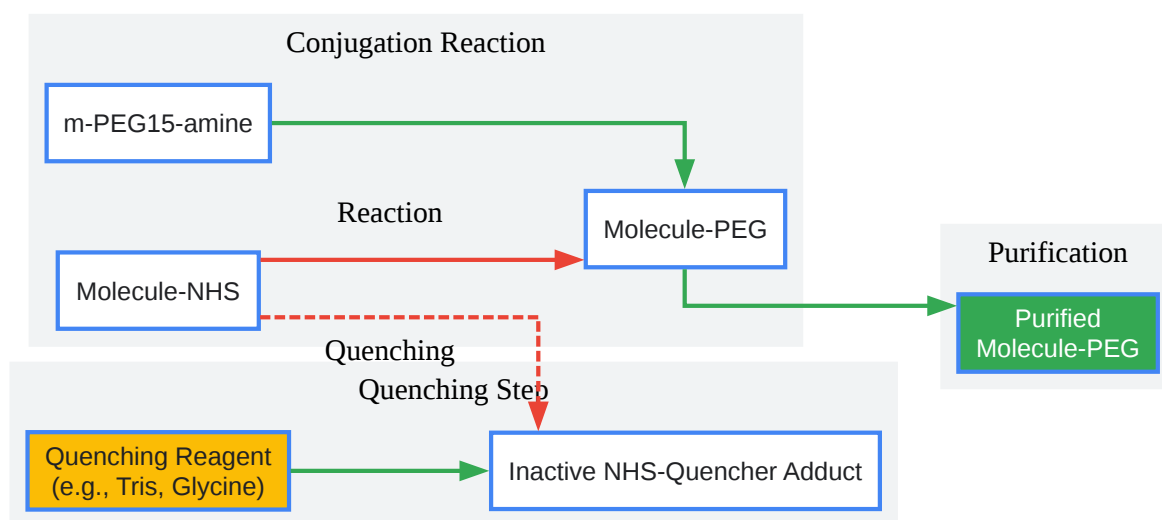 Conjugation Reaction
m-PEG15-amine
Reaction
Molecule-PEG
Molecule-NHS
Purification
Purified
Molecule-PEG
Quenching
Quenching Step
Quenching Reagent
(e.g., Tris, Glycine)
Inactive NHS-Quencher Adduct